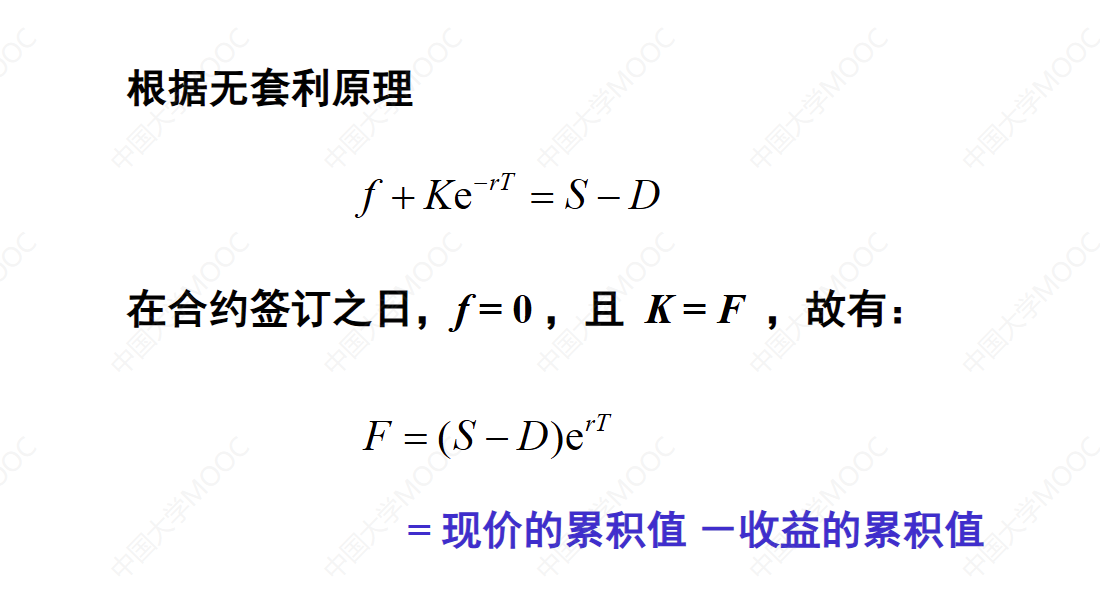 根据无套利原理
f + Ke^{-rT} = S − D
在合约签订之日，f = 0 ，且 K = F ，故有：
F = (S − D)e^{rT}
= 现价的累积值 －收益的累积值
中国大学MOOC